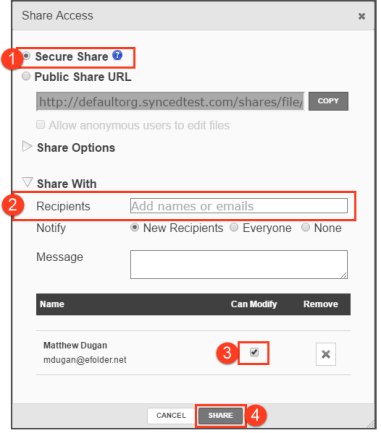 Share Access ×
1 Secure Share ?
Public Share URL
http://defaultorg.syncedtest.com/shares/file/ COPY
Allow anonymous users to edit files
Share Options
Share With
2 Recipients Add names or emails
Notify New Recipients Everyone None
Message
Name Can Modify Remove
Matthew Dugan
mdugan@efolder.net 3
CANCEL SHARE 4